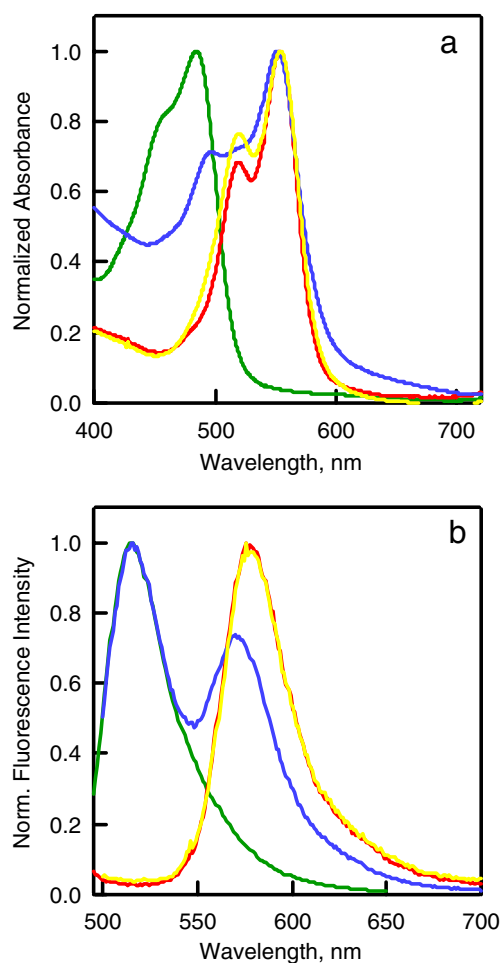 a
Normalized Absorbance
1.0
0.8
0.6
0.4
0.2
0.0
400 500 600 700
Wavelength, nm
b
Norm. Fluorescence Intensity
1.0
0.8
0.6
0.4
0.2
0.0
500 550 600 650 700
Wavelength, nm